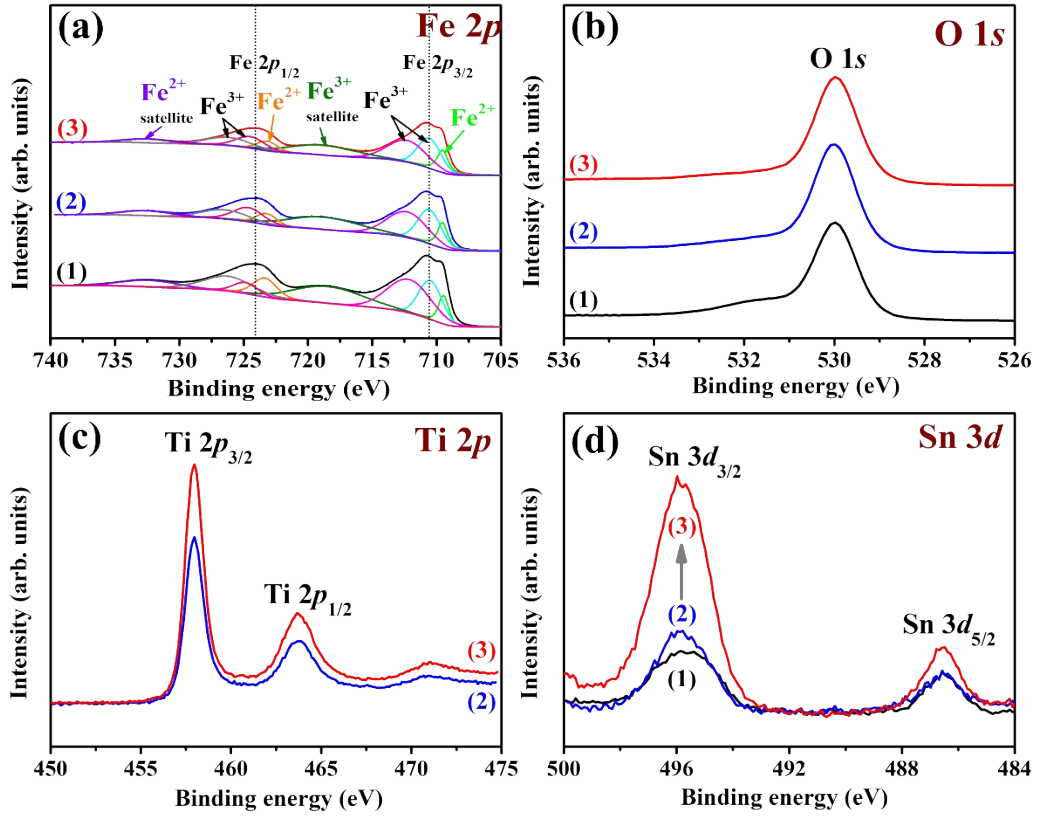 (a)
Fe 2p
Fe 2p1/2
Fe 2p3/2
Fe2+
satellite
Fe3+
Fe2+
Fe3+
satellite
Fe3+
Fe2+
(3)
(2)
(1)
Intensity (arb. units)
740 735 730 725 720 715 710 705
Binding energy (eV)
(b)
O 1s
O 1s
(3)
(2)
(1)
Intensity (arb. units)
536 534 532 530 528 526
Binding energy (eV)
(c)
Ti 2p
Ti 2p3/2
Ti 2p1/2
(3)
(2)
Intensity (arb. units)
450 455 460 465 470 475
Binding energy (eV)
(d)
Sn 3d
Sn 3d3/2
(3)
(2)
(1)
Sn 3d5/2
Intensity (arb. units)
500 496 492 488 484
Binding energy (eV)